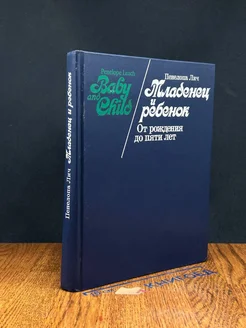 Penelope Leach
Baby
and
Child
Пенелопа Лич
Младенец
и
ребенок
От рождения
до пяти лет
Пенелопа Лич Младенец и ребенок